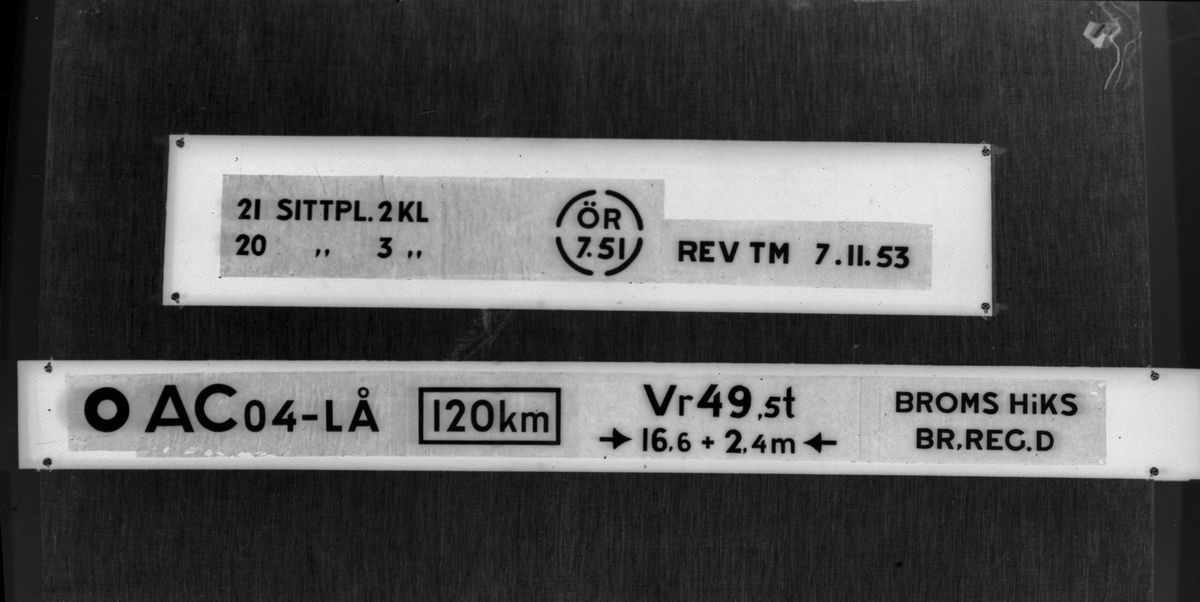 21 SITTPL. 2 KL
20 „ 3 „
ÖR
7.51
REV TM 7.11.53
O AC04-LÅ
120km
Vr49,5t
→ 16,6 + 2,4m ←
BROMS HiKS
BR,REG.D